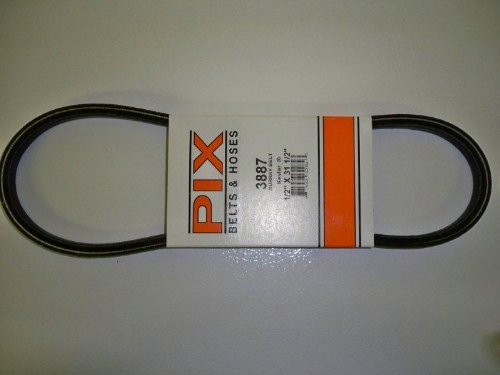 PIX
BELTS & HOSES
3887
1/2" X 31 1/2"